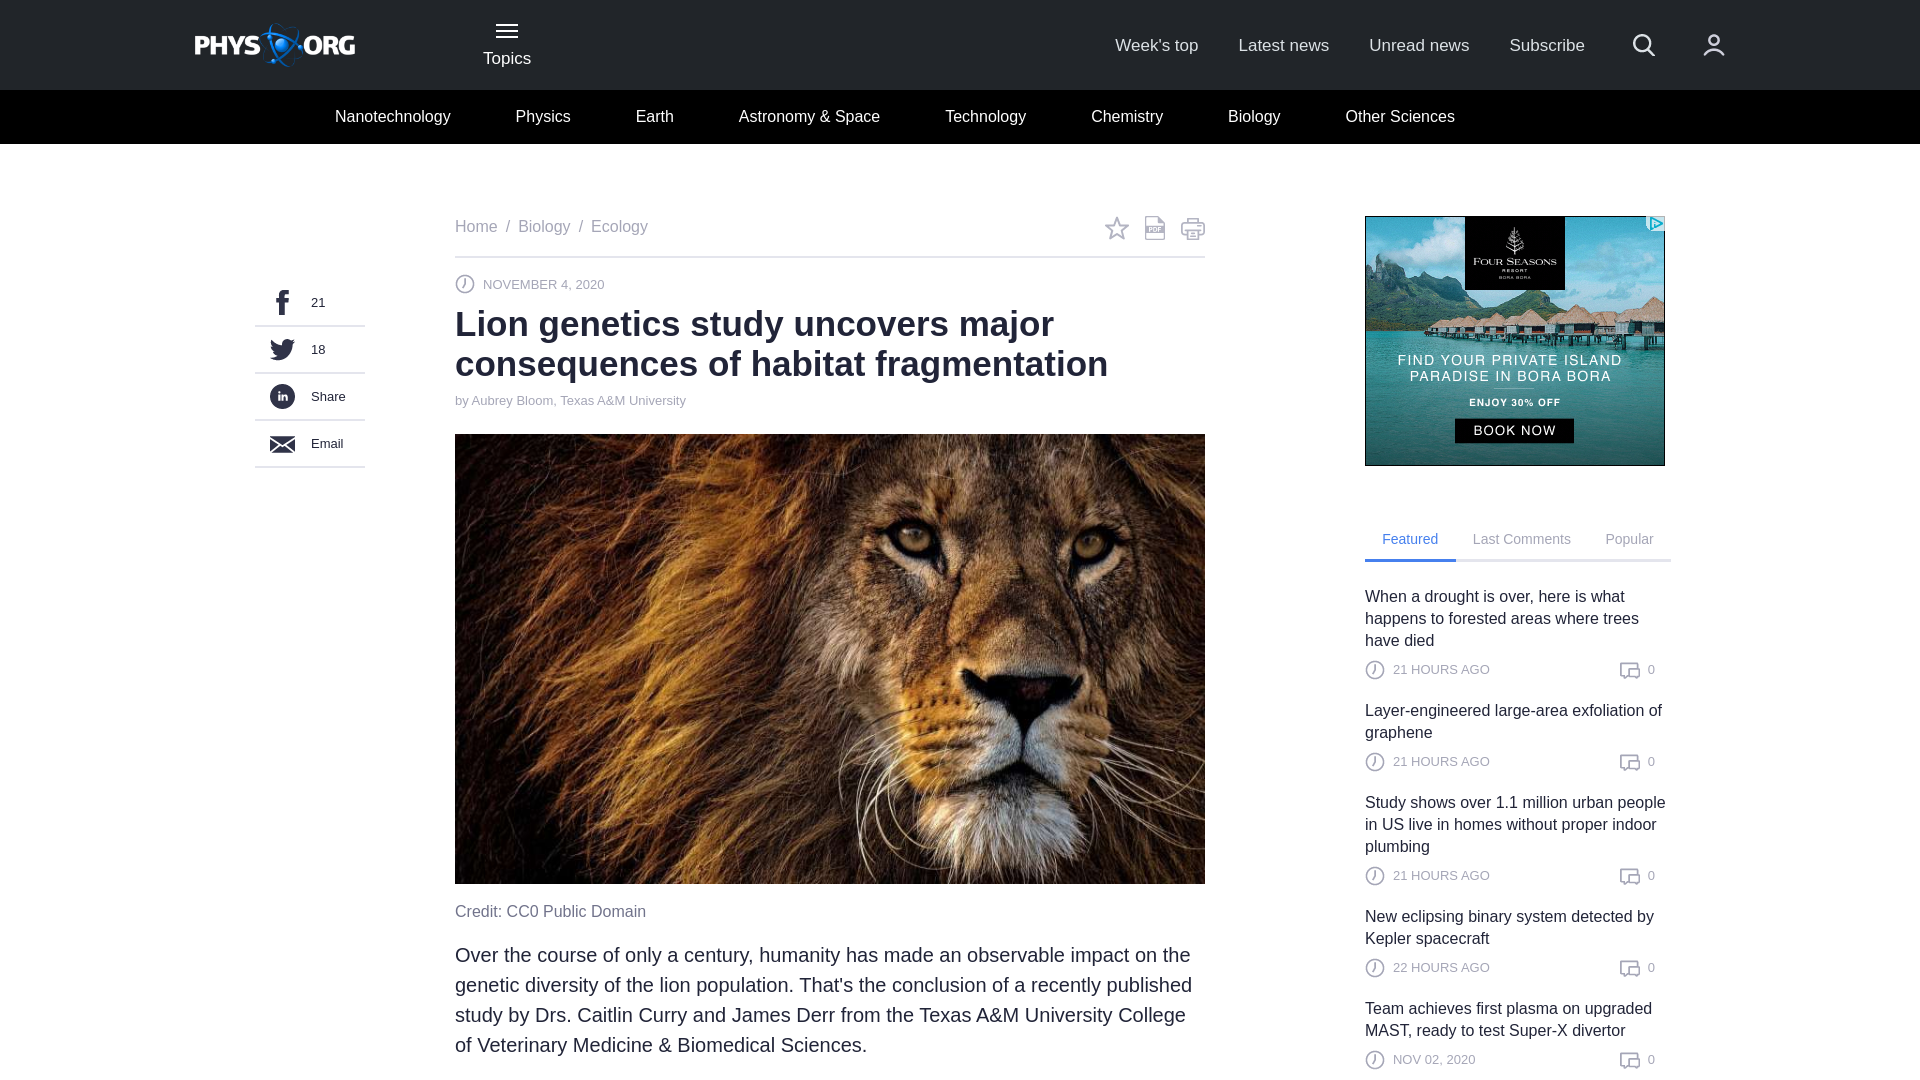 PHYS ORG
Topics
Week's top
Latest news
Unread news
Subscribe
Nanotechnology
Physics
Earth
Astronomy & Space
Technology
Chemistry
Biology
Other Sciences
21
18
in Share
Email
Home / Biology / Ecology
PDF
NOVEMBER 4, 2020
Lion genetics study uncovers major
consequences of habitat fragmentation
by Aubrey Bloom, Texas A&M University
Credit: CC0 Public Domain
Over the course of only a century, humanity has made an observable impact on the
genetic diversity of the lion population. That's the conclusion of a recently published
study by Drs. Caitlin Curry and James Derr from the Texas A&M University College
of Veterinary Medicine & Biomedical Sciences.
FOUR SEASONS
RESORT
BORA BORA
FIND YOUR PRIVATE ISLAND
PARADISE IN BORA BORA
ENJOY 30% OFF
BOOK NOW
Featured
Last Comments
Popular
When a drought is over, here is what
happens to forested areas where trees
have died
21 HOURS AGO 0
Layer-engineered large-area exfoliation of
graphene
21 HOURS AGO 0
Study shows over 1.1 million urban people
in US live in homes without proper indoor
plumbing
21 HOURS AGO 0
New eclipsing binary system detected by
Kepler spacecraft
22 HOURS AGO 0
Team achieves first plasma on upgraded
MAST, ready to test Super-X divertor
NOV 02, 2020 0